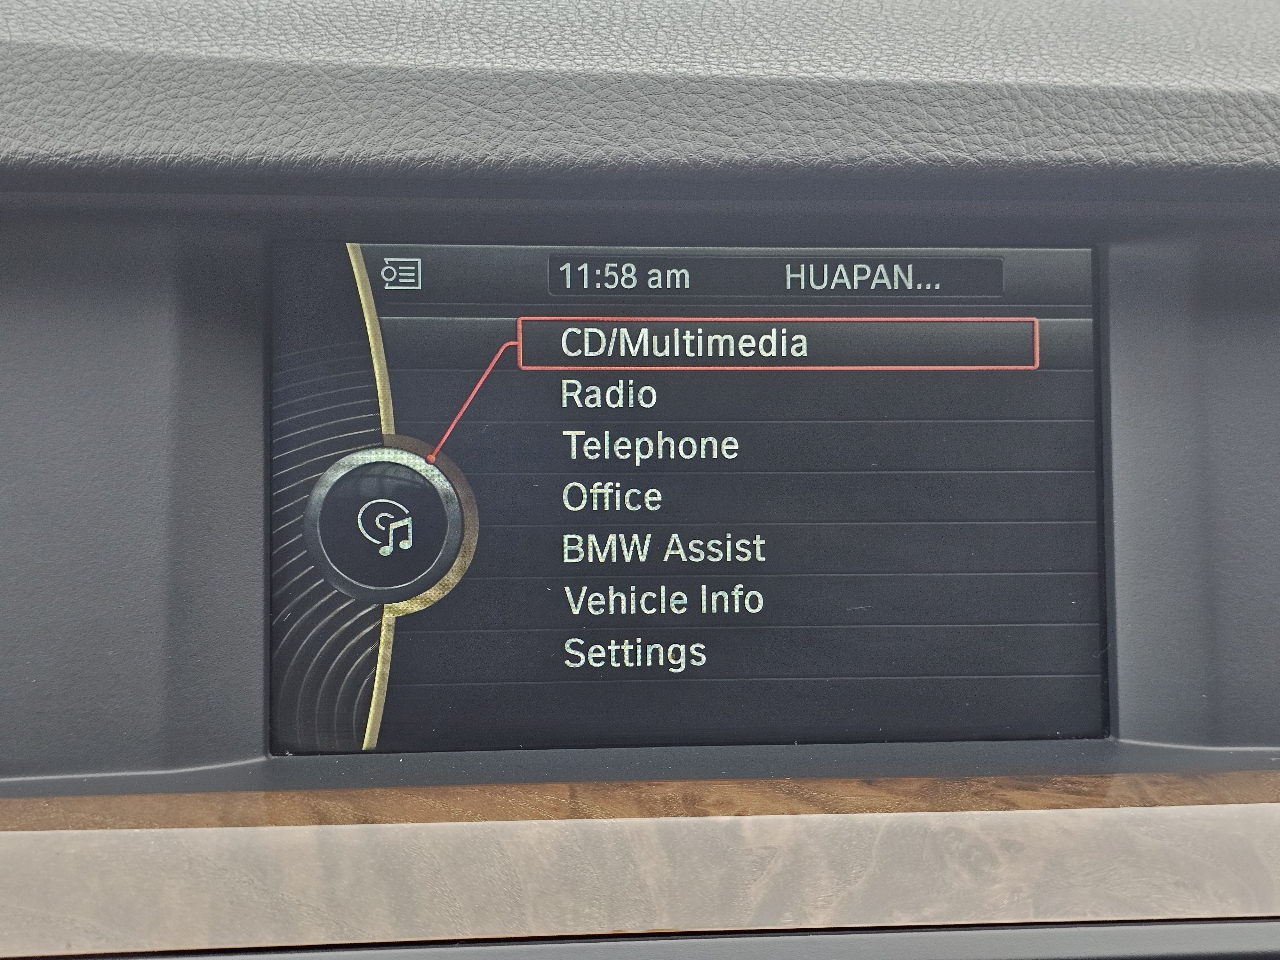 11:58 am HUAPAN...
CD/Multimedia
Radio
Telephone
Office
BMW Assist
Vehicle Info
Settings